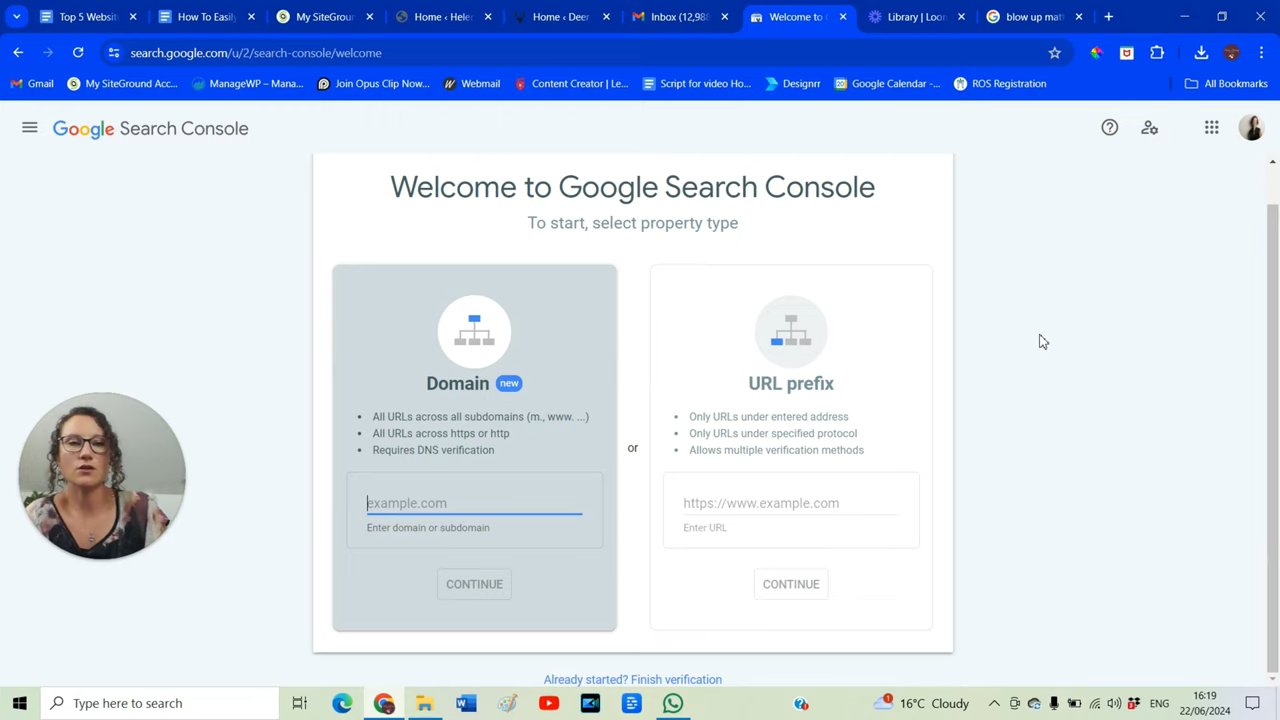 Top 5 Website
How To Easily
My SiteGroun
Home ‹ Heler
Home ‹ Deer
Inbox (12,988
Welcome to G
Library | Loon
blow up mat
search.google.com/u/2/search-console/welcome
Gmail
My SiteGround Acc...
ManageWP – Mana...
Join Opus Clip Now...
Webmail
Content Creator | Le...
Script for video Ho...
Designrr
Google Calendar -...
ROS Registration
All Bookmarks
Google Search Console
Welcome to Google Search Console
To start, select property type
Domain new
• All URLs across all subdomains (m., www. ...)
• All URLs across https or http
• Requires DNS verification
example.com
Enter domain or subdomain
CONTINUE
or
URL prefix
• Only URLs under entered address
• Only URLs under specified protocol
• Allows multiple verification methods
https://www.example.com
Enter URL
CONTINUE
Already started? Finish verification
Type here to search
16°C Cloudy
ENG
16:19
22/06/2024